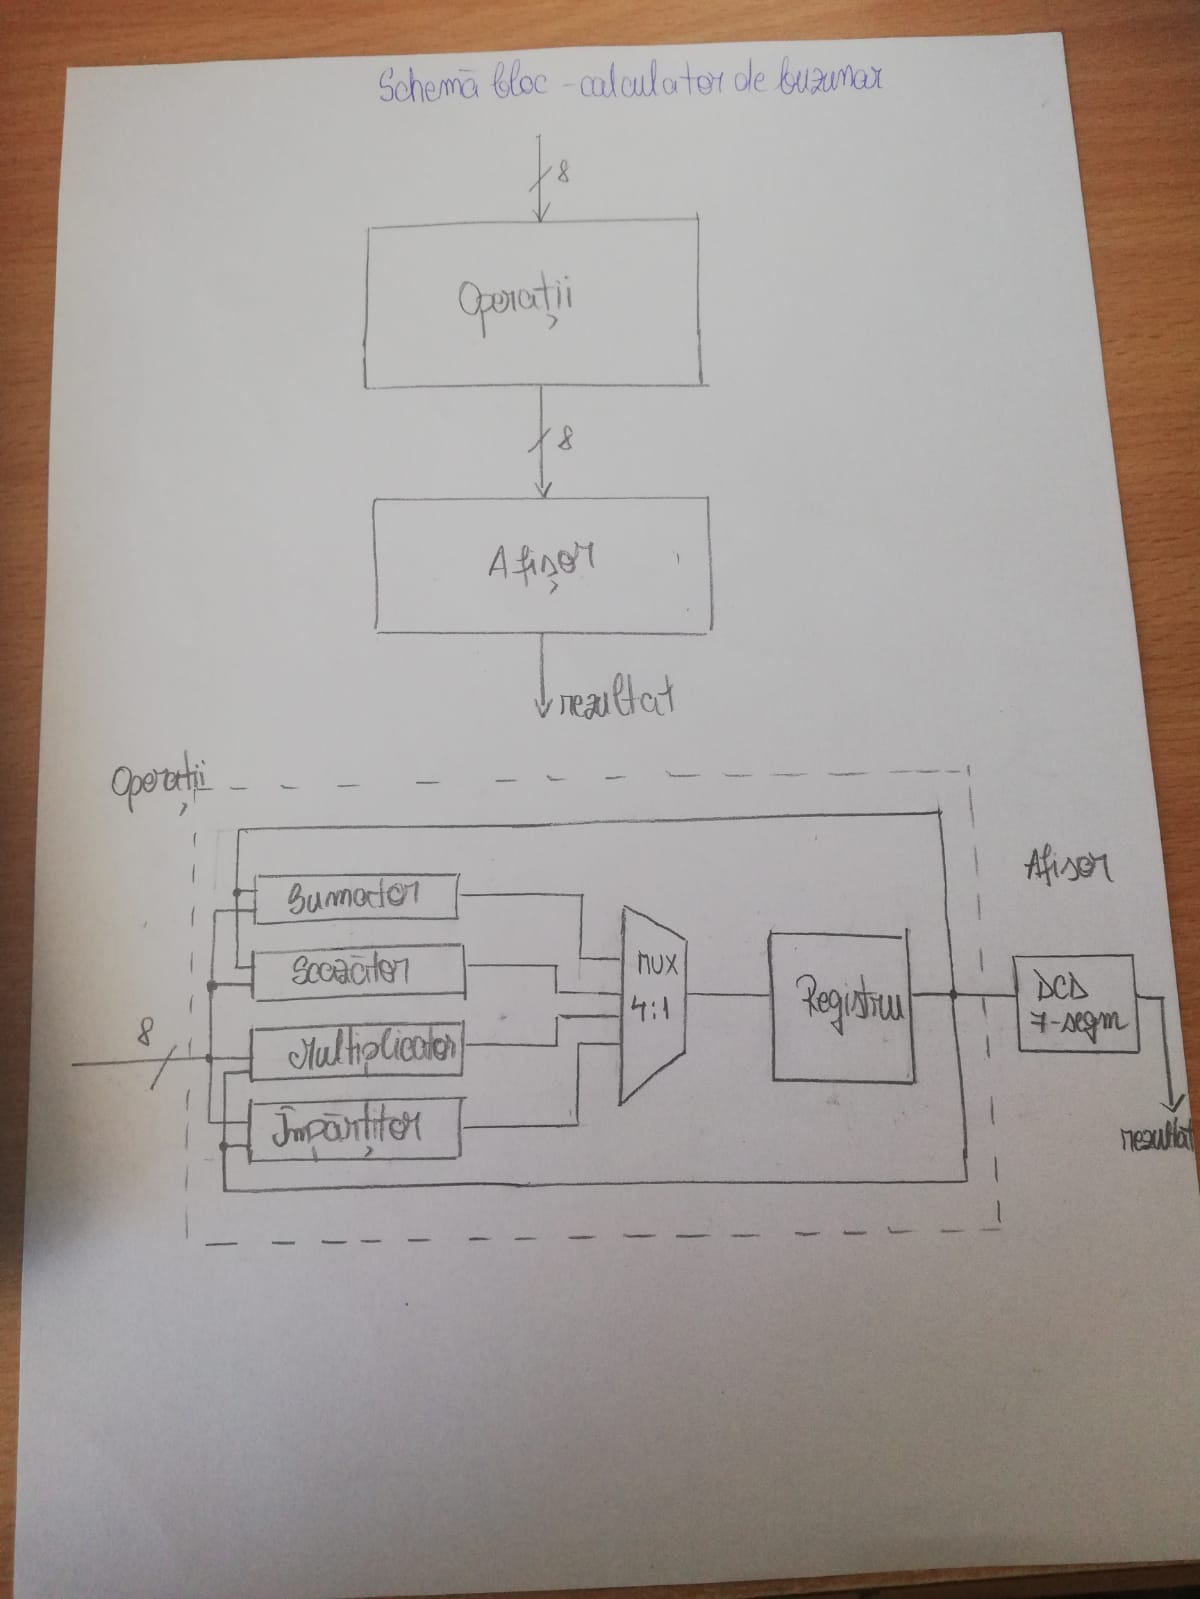 Schemă bloc - calculator de buzunar
8
Operații
8
Afișor
rezultat
Operații
Afisor
Sumator
Scăzător
MUX
4:1
Registru
DCD
7-segm
8
Multiplicator
Împărțitor
rezultat